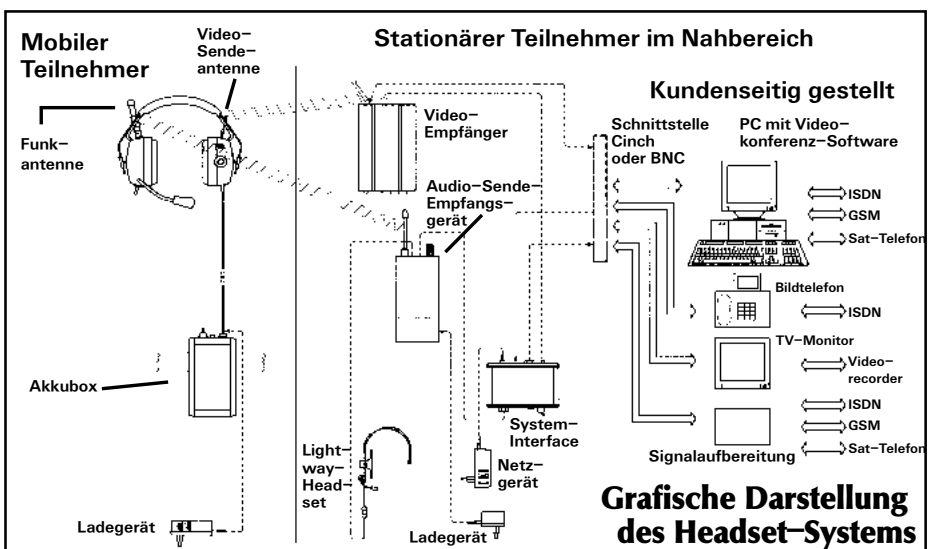 Mobiler
Teilnehmer
Video–
Sende–
antenne
Funk–
antenne
Akkubox
Ladegerät
Stationärer Teilnehmer im Nahbereich
Video–
Empfänger
Audio–Sende–
Empfangs–
gerät
Light–
way–
Head–
set
System–
Interface
Netz–
gerät
Ladegerät
Kundenseitig gestellt
Schnittstelle
Cinch
oder BNC
PC mit Video–
konferenz–Software
ISDN
GSM
Sat–Telefon
Bildtelefon
ISDN
TV–Monitor
Video–
recorder
ISDN
GSM
Sat–Telefon
Signalaufbereitung
Grafische Darstellung
des Headset–Systems